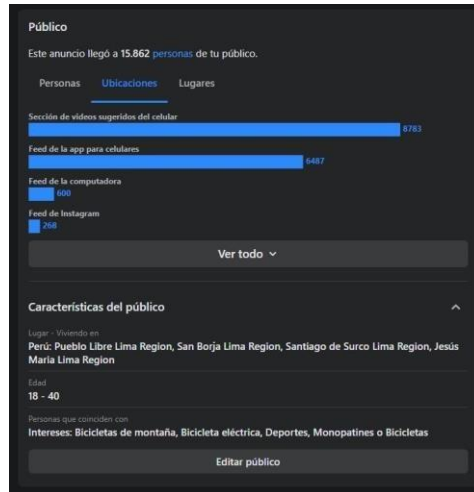 Público
Este anuncio llegó a 15.862 personas de tu público.
Personas Ubicaciones Lugares
Sección de videos sugeridos del celular
8783
Feed de la app para celulares
6487
Feed de la computadora
600
Feed de Instagram
268
Ver todo
Características del público
Lugar - Viviendo en
Perú: Pueblo Libre Lima Region, San Borja Lima Region, Santiago de Surco Lima Region, Jesús
Maria Lima Region
Edad
18 - 40
Personas que coinciden con
Intereses: Bicicletas de montaña, Bicicleta eléctrica, Deportes, Monopatines o Bicicletas
Editar público